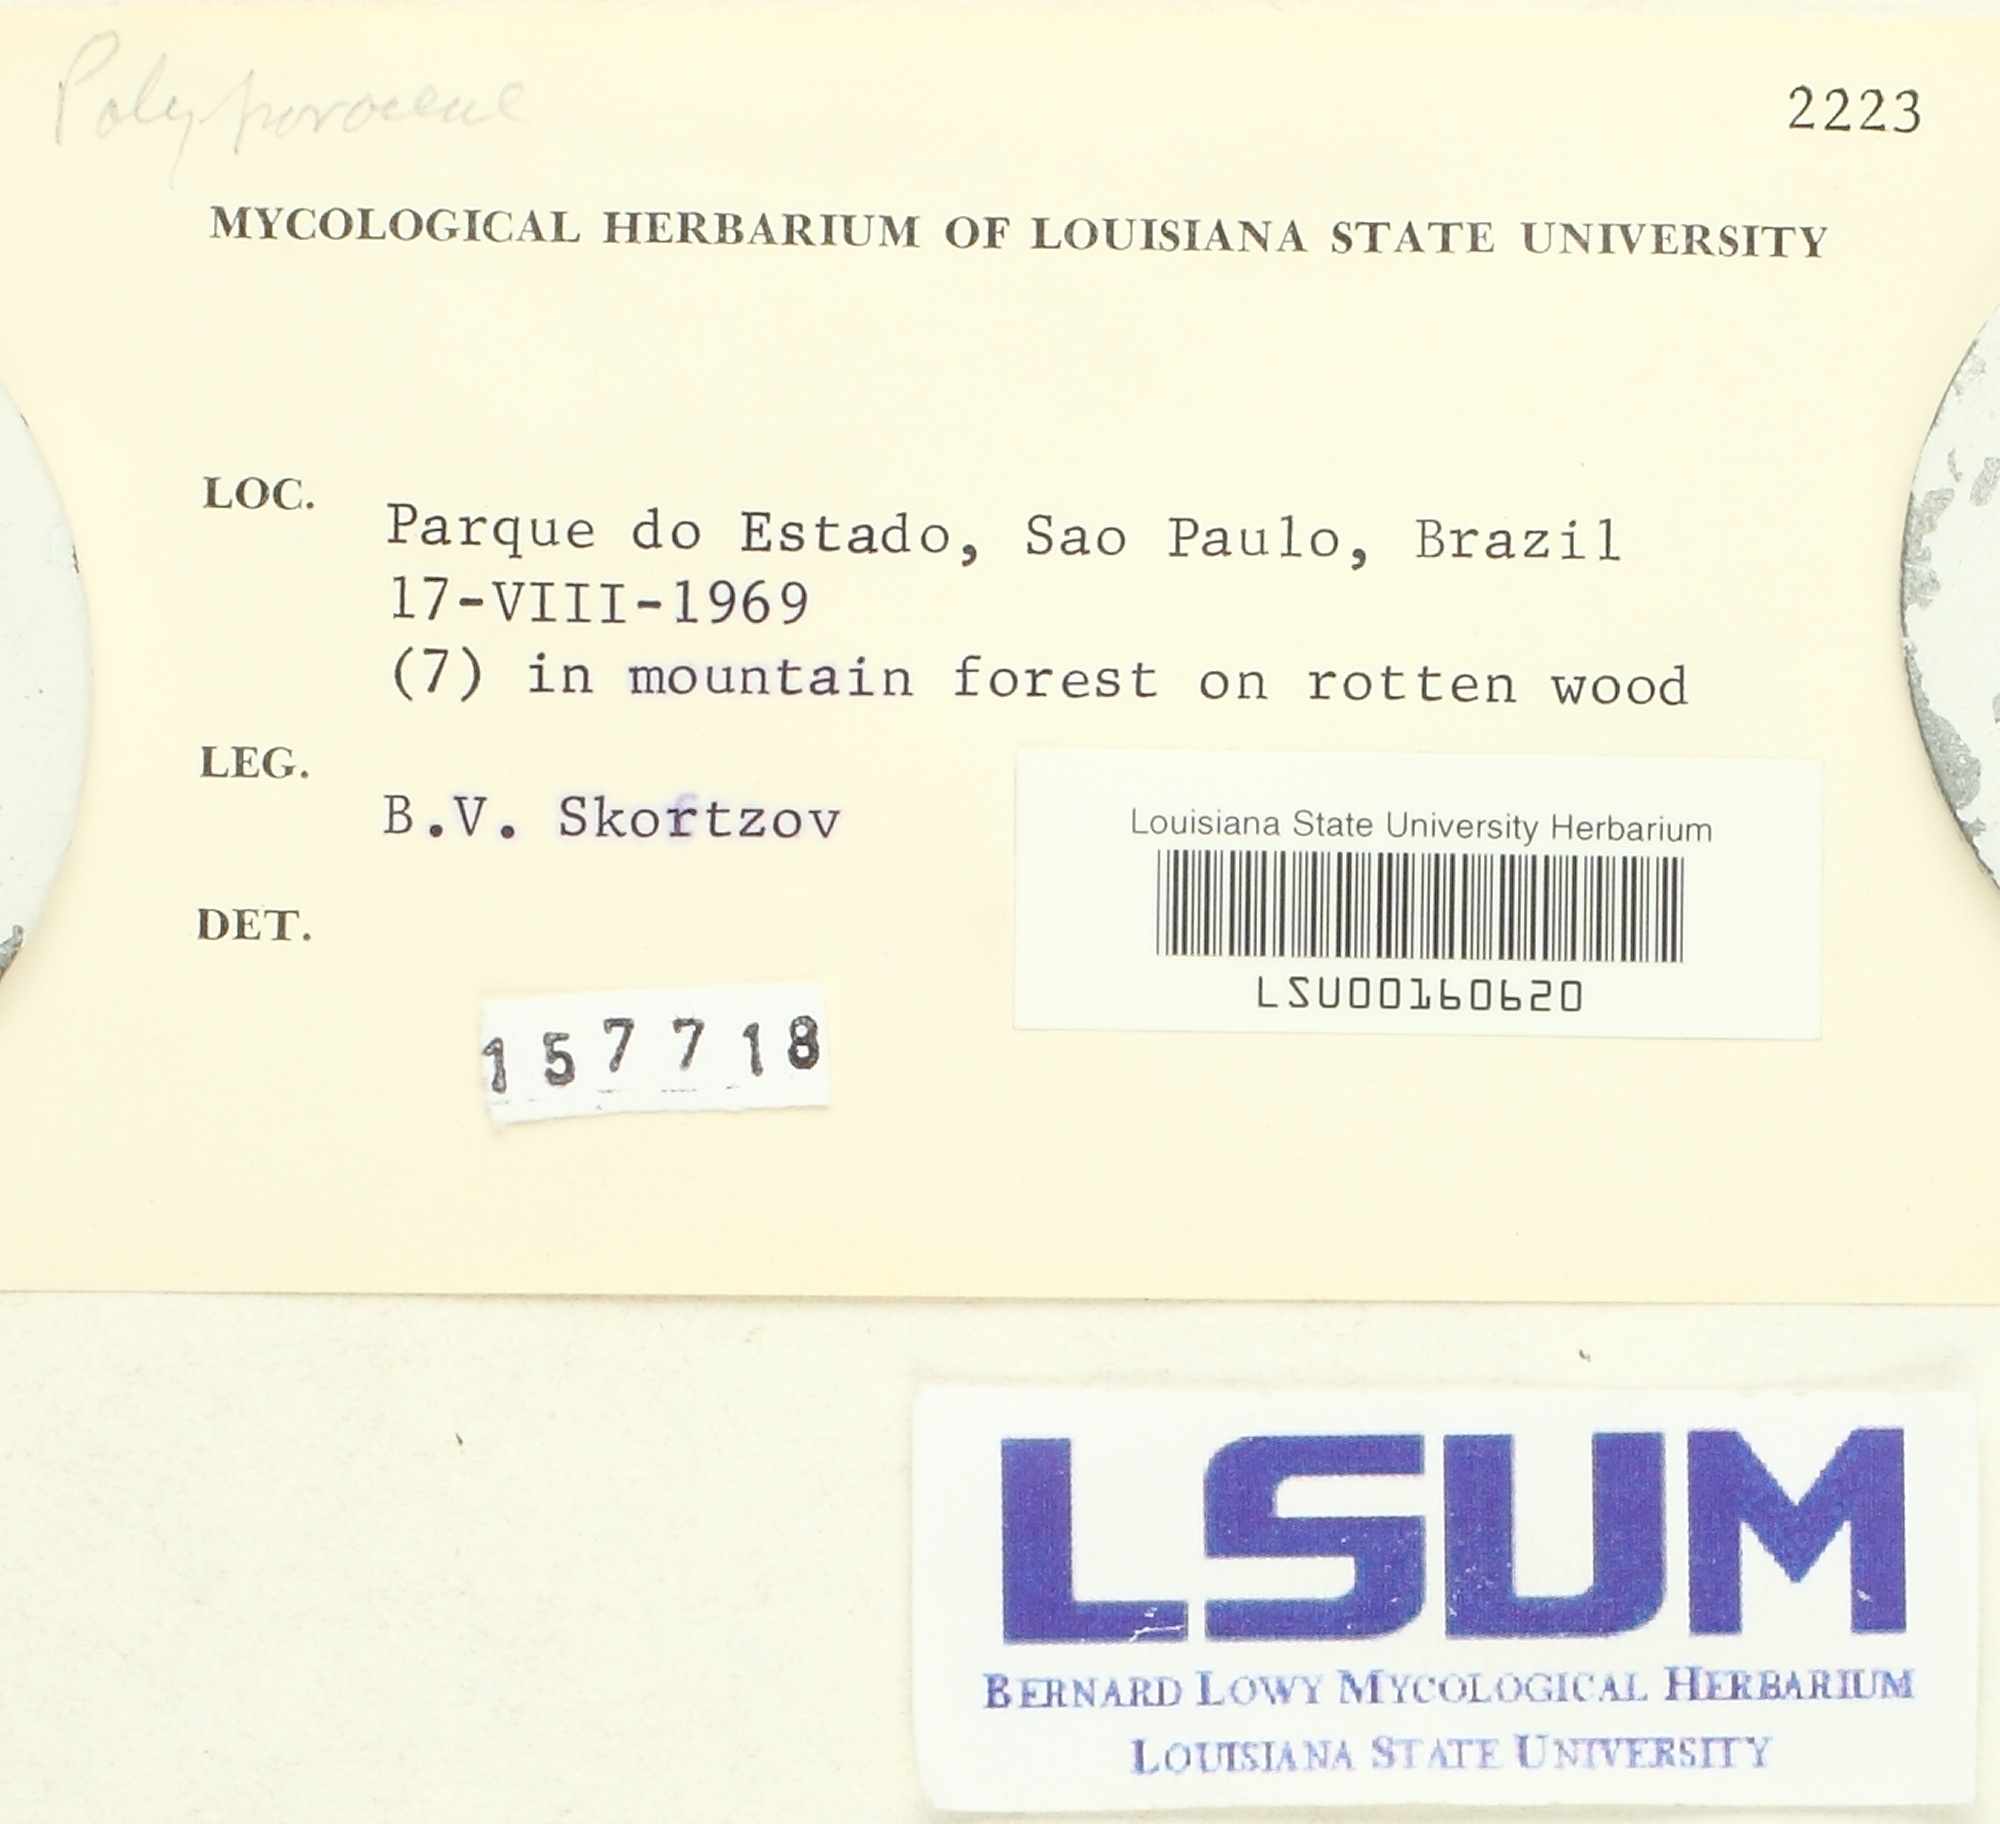 Polyporaceae
2223
MYCOLOGICAL HERBARIUM OF LOUISIANA STATE UNIVERSITY
LOC.
Parque do Estado, Sao Paulo, Brazil
17-VIII-1969
(7) in mountain forest on rotten wood
LEG.
B.V. Skortzov
DET.
Louisiana State University Herbarium
LSU00160620
157718
LSUM
BERNARD LOWY MYCOLOGICAL HERBARIUM
LOUISIANA STATE UNIVERSITY